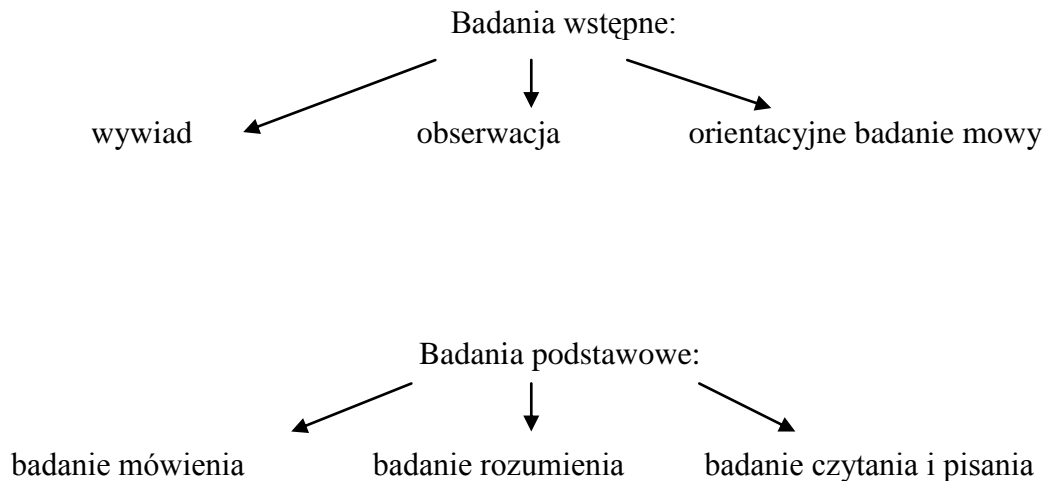 Badania wstępne:
wywiad obserwacja orientacyjne badanie mowy
Badania podstawowe:
badanie mówienia badanie rozumienia badanie czytania i pisania